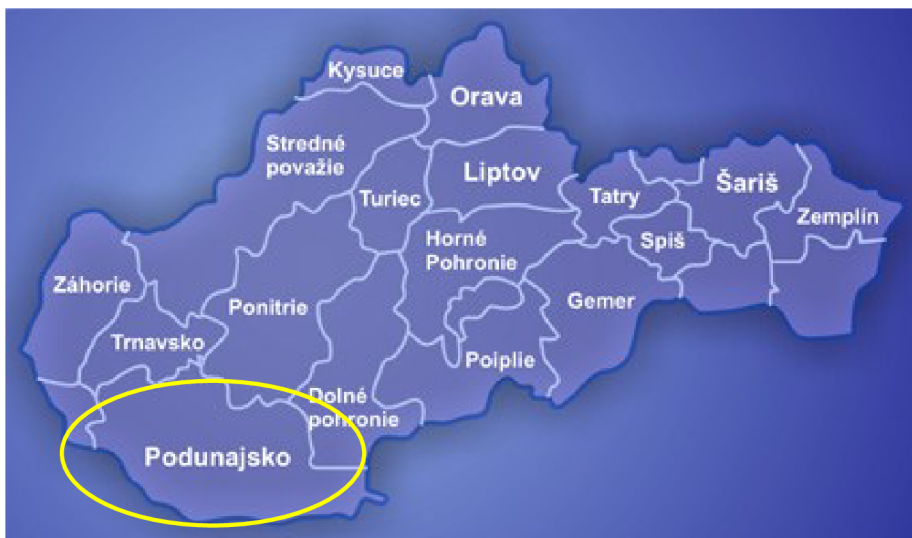 Kysuce
Orava
Stredné
považie
Liptov
Turiec
Tatry
Šariš
Zemplín
Horné
Pohronie
Spiš
Záhorie
Ponitrie
Gemer
Trnavsko
Poiplie
Dolné
pohronie
Podunajsko